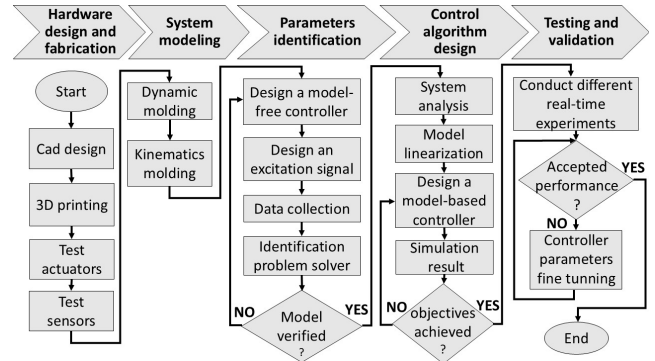 Hardware
design and
fabrication
System
modeling
Parameters
identification
Control
algorithm
design
Testing and
validation
Start
Cad design
3D printing
Test
actuators
Test
sensors
Dynamic
molding
Kinematics
molding
Design a model-
free controller
Design an
excitation signal
Data collection
Identification
problem solver
NO
YES
Model
verified
?
System
analysis
Model
linearization
Design a
model-based
controller
Simulation
result
NO
YES
objectives
achieved ?
Conduct different
real-time
experiments
Accepted
performance
?
YES
NO
Controller
parameters
fine tunning
End